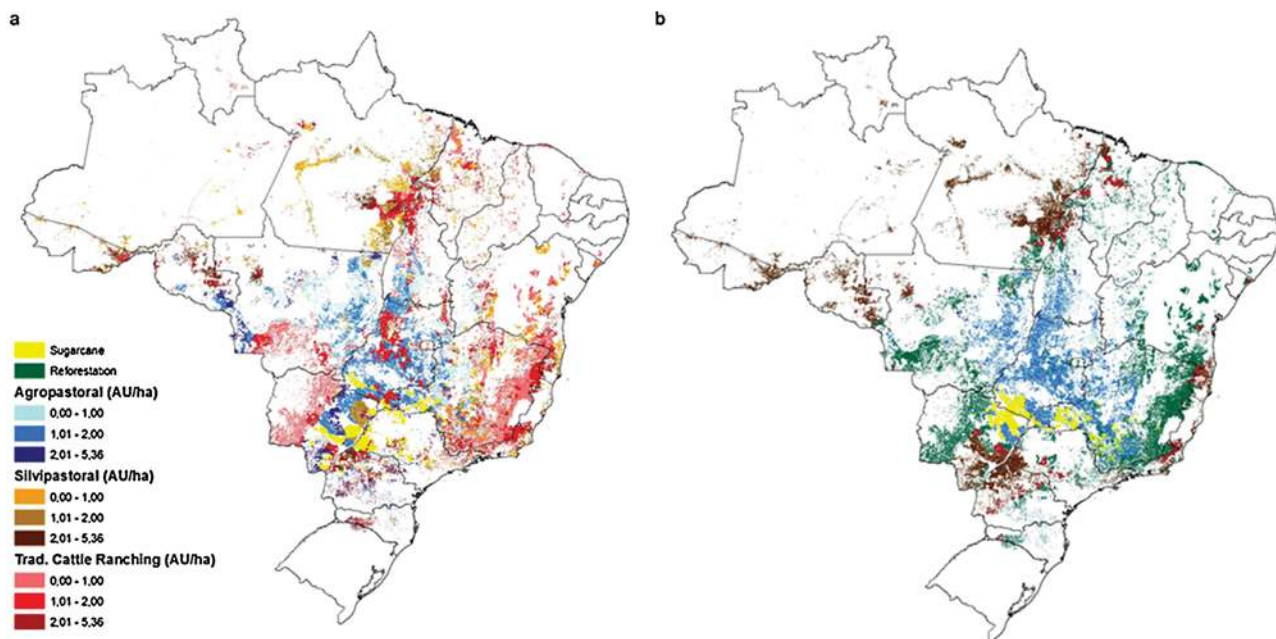 a
b
Sugarcane
Reforestation
Agropastoral (AU/ha)
0,00 - 1,00
1,01 - 2,00
2,01 - 5,36
Silvipastoral (AU/ha)
0,00 - 1,00
1,01 - 2,00
2,01 - 5,36
Trad. Cattle Ranching (AU/ha)
0,00 - 1,00
1,01 - 2,00
2,01 - 5,36